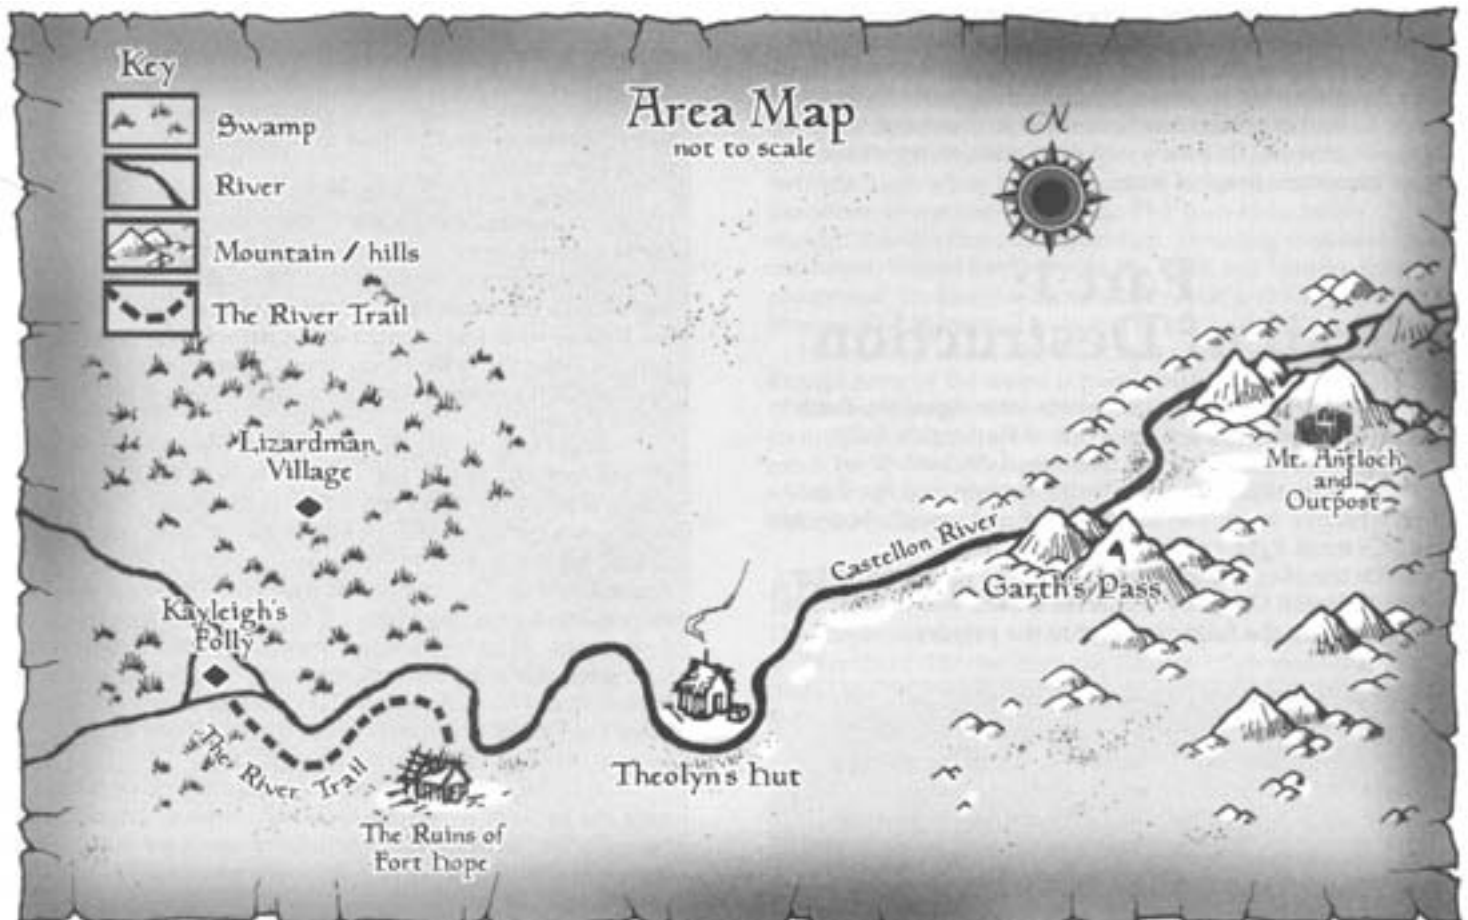 Key
Swamp
River
Mountain / hills
The River Trail
Area Map
not to scale
N
Lizardman
Village
Kayleigh's
Folly
The River Trail
The Ruins of
Fort Hope
Theolyn's hut
Castellon River
Garth's Pass
Mt. Antloch
and
Outpost
Destruction